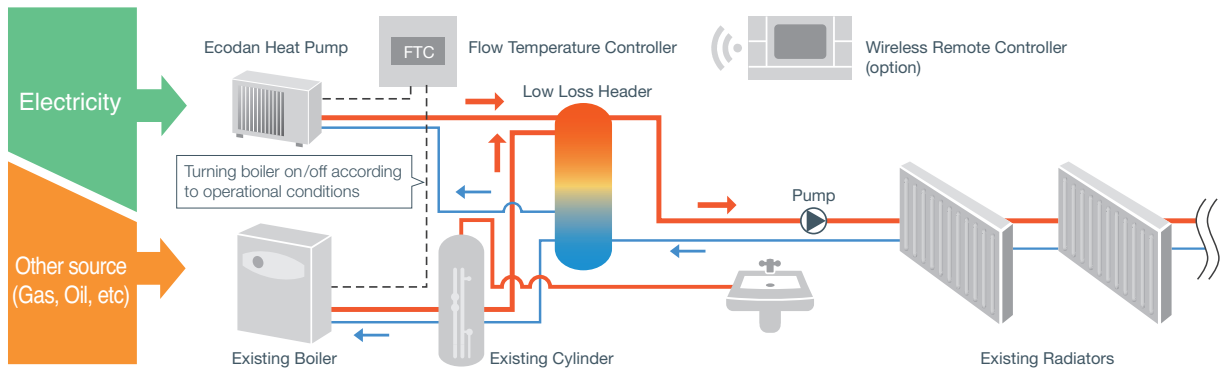 Ecodan Heat Pump
FTC
Flow Temperature Controller
Wireless Remote Controller
(option)
Electricity
Low Loss Header
Turning boiler on/off according
to operational conditions
Pump
Other source
(Gas, Oil, etc)
Existing Boiler
Existing Cylinder
Existing Radiators